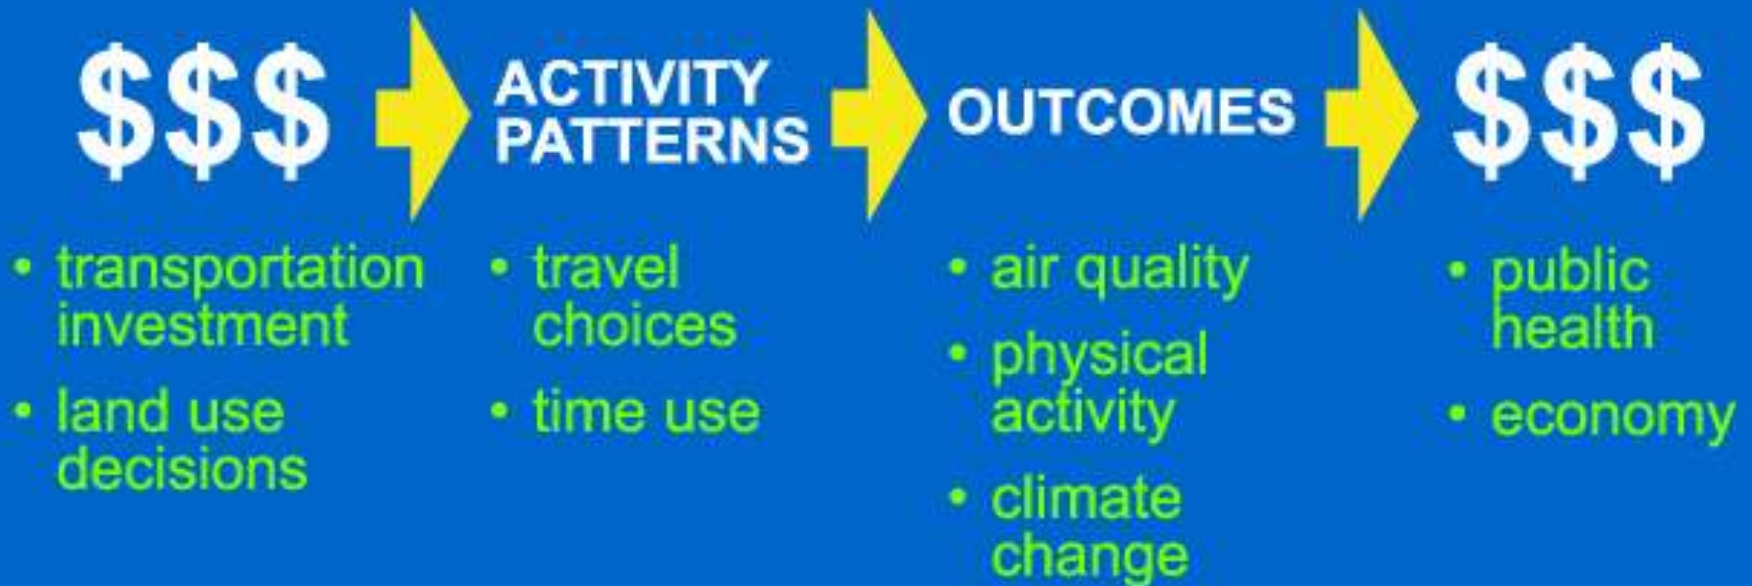 $$$
ACTIVITY
PATTERNS
OUTCOMES
$$$
• transportation
investment
• land use
decisions
• travel
choices
• time use
• air quality
• physical
activity
• climate
change
• public
health
• economy